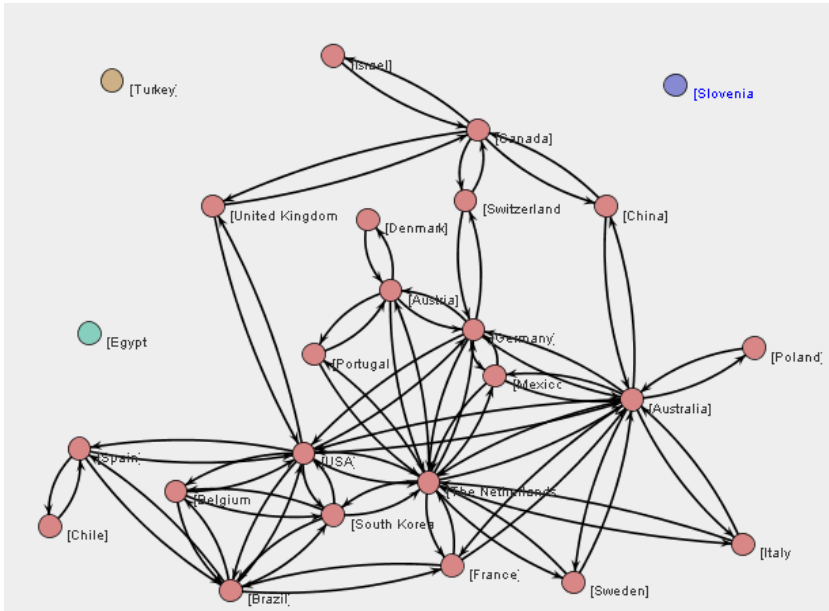 [Israel]
[Turkey]
[Slovenia
[Canada]
[United Kingdom
[Switzerland
[China]
[Denmark]
[Austria]
[Egypt
[Germany]
[Portugal
[Poland]
[Mexico
[Australia]
[Spain]
[USA]
[Belgium
[The Netherlands
[South Korea
[Chile]
[Italy
[France]
[Sweden]
[Brazil]